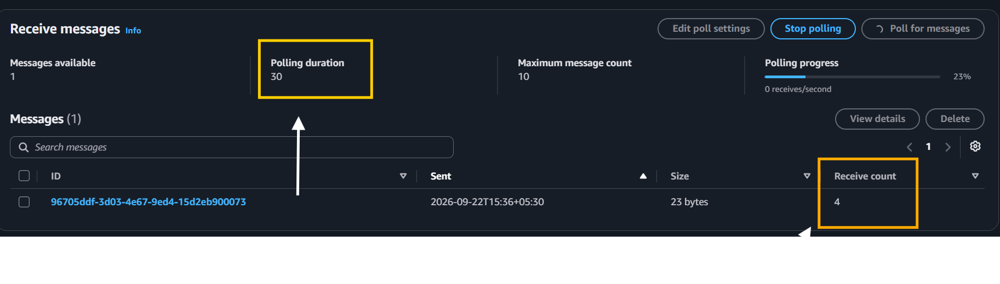 Receive messages Info
Edit poll settings Stop polling Poll for messages
Messages available Polling duration Maximum message count Polling progress
1 30 10 23%
0 receives/second
Messages (1)
View details Delete
Search messages
1
ID Sent Size Receive count
96705ddf-3d03-4e67-9ed4-15d2eb900073 2026-09-22T15:36+05:30 23 bytes 4